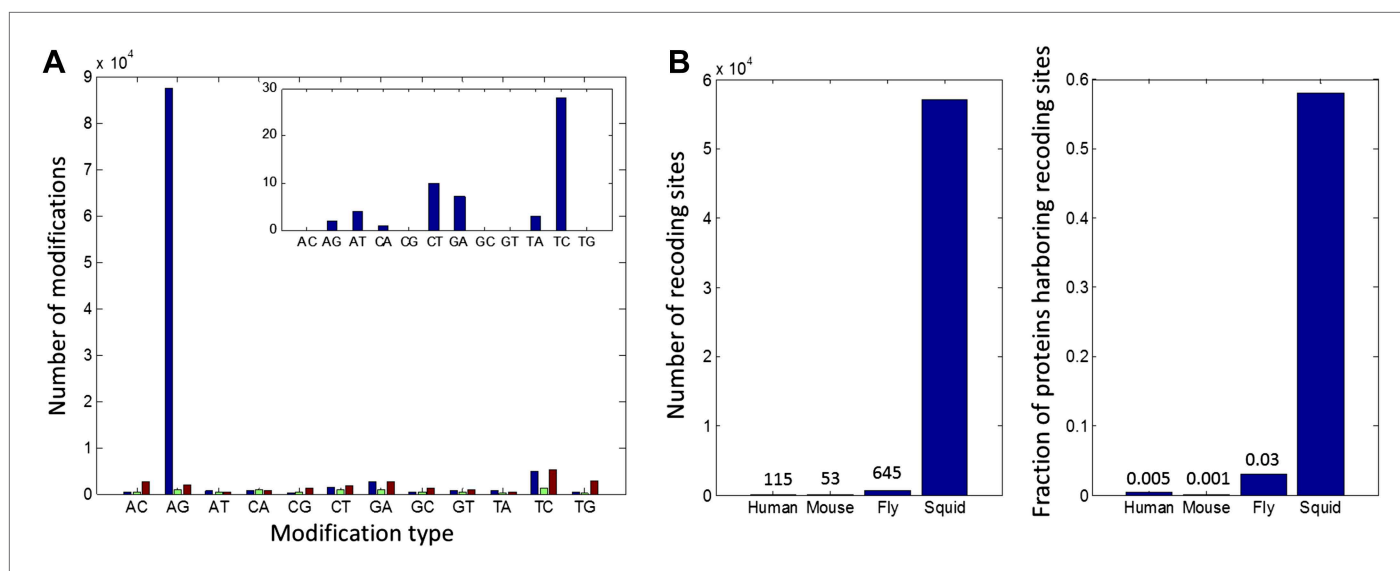 A
x 10⁴
9
8
7
6
5
4
3
2
1
0
Number of modifications
30
20
10
0
AC AG AT CA CG CT GA GC GT TA TC TG
AC AG AT CA CG CT GA GC GT TA TC TG
Modification type
B
x 10⁴
6
5
4
3
2
1
0
Number of recoding sites
115 53 645
Human Mouse Fly Squid
0.6
0.5
0.4
0.3
0.2
0.1
0
Fraction of proteins harboring recoding sites
0.005 0.001 0.03
Human Mouse Fly Squid